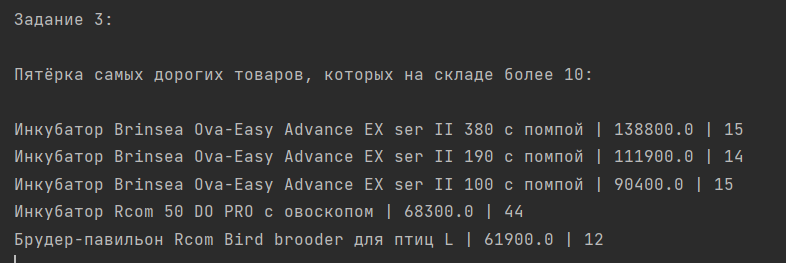 Задание 3:
Пятёрка самых дорогих товаров, которых на складе более 10:
Инкубатор Brinsea Ova-Easy Advance EX ser II 380 с помпой | 138800.0 | 15
Инкубатор Brinsea Ova-Easy Advance EX ser II 190 с помпой | 111900.0 | 14
Инкубатор Brinsea Ova-Easy Advance EX ser II 100 с помпой | 90400.0 | 15
Инкубатор Rcom 50 DO PRO с овоскопом | 68300.0 | 44
Брудер-павильон Rcom Bird brooder для птиц L | 61900.0 | 12